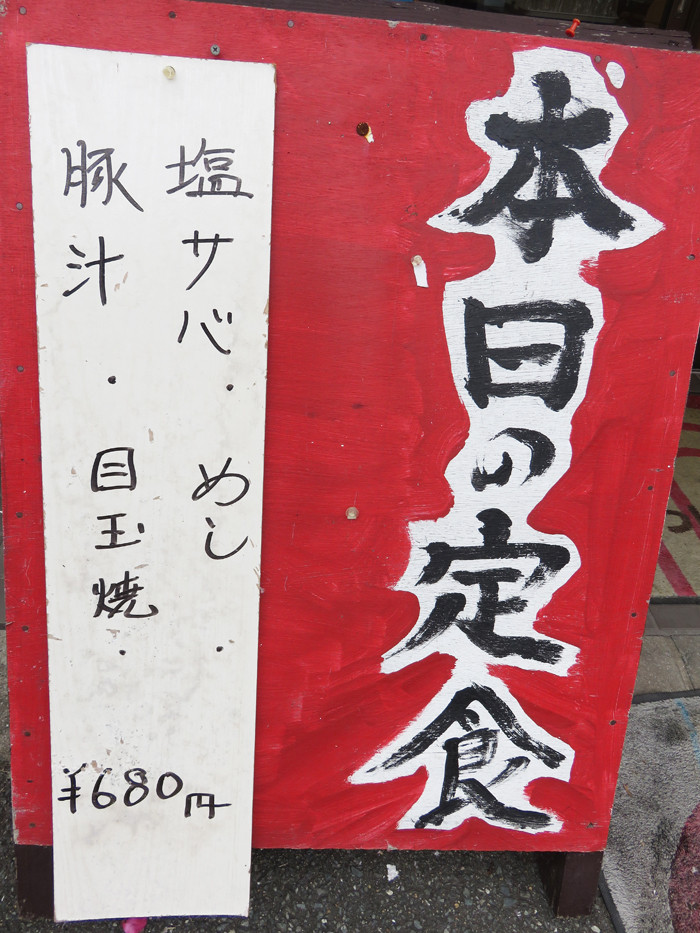 本日の定食
塩サバ・めし・
豚汁・目玉焼・
¥680円